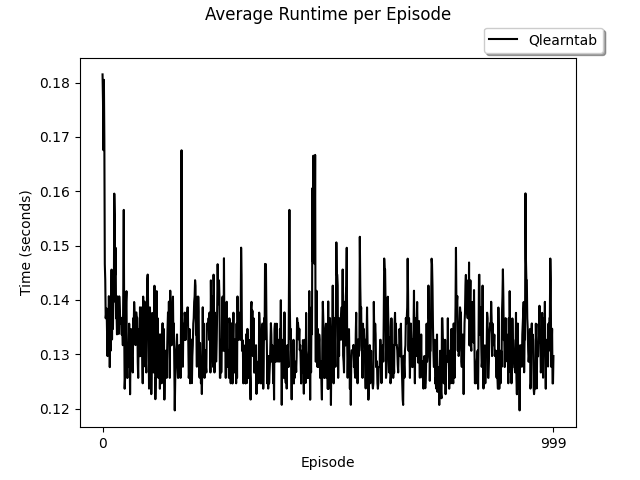 Average Runtime per Episode
Qlearntab
0.18
0.17
0.16
0.15
0.14
0.13
0.12
Time (seconds)
0
999
Episode